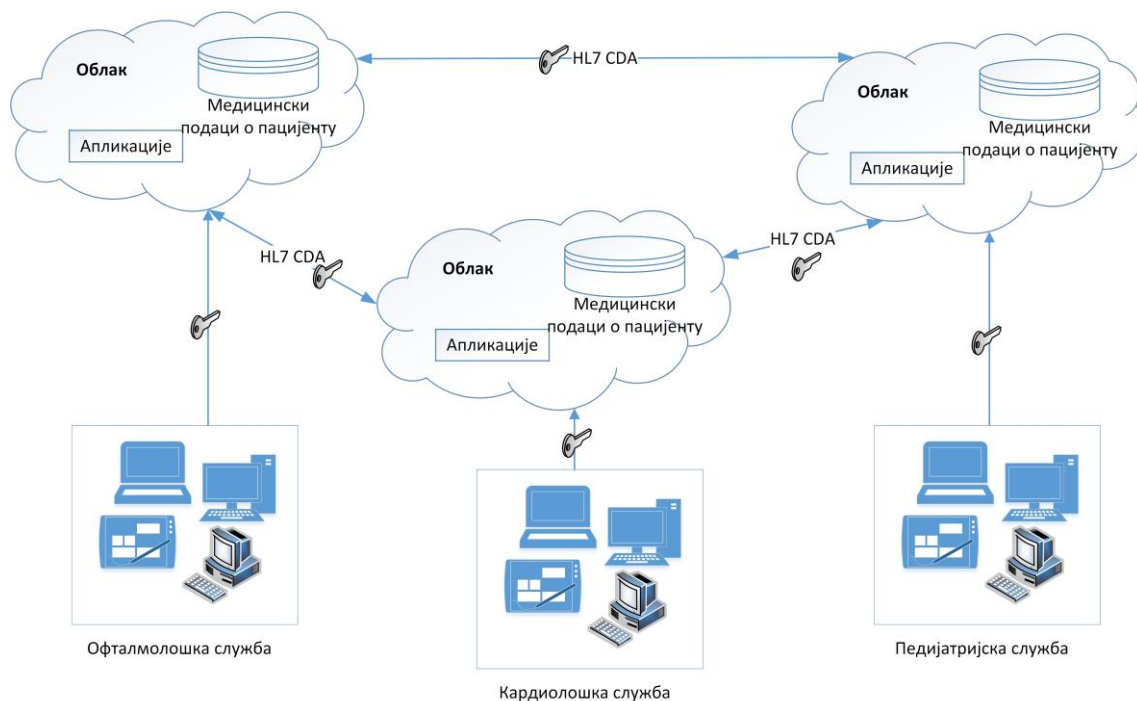 HL7 CDA
Облак
Медицински
подаци о пацијенту
Апликације
Облак
Медицински
подаци о пацијенту
Апликације
HL7 CDA
HL7 CDA
Облак
Медицински
подаци о пацијенту
Апликације
Офталмолошка служба
Кардиолошка служба
Педијатријска служба